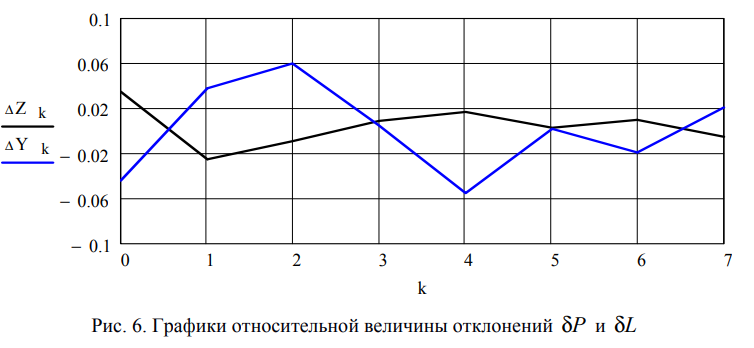 0.1
0.06
0.02
− 0.02
− 0.06
− 0.1
ΔZ k
ΔY k
0 1 2 3 4 5 6 7
k
Рис. 6. Графики относительной величины отклонений δP и δL